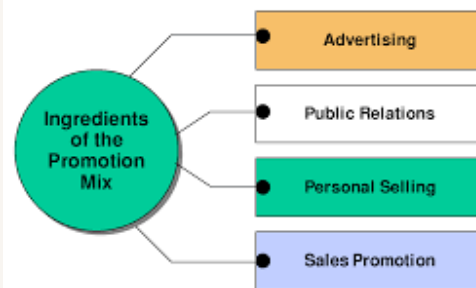 Ingredients
of the
Promotion
Mix
Advertising
Public Relations
Personal Selling
Sales Promotion